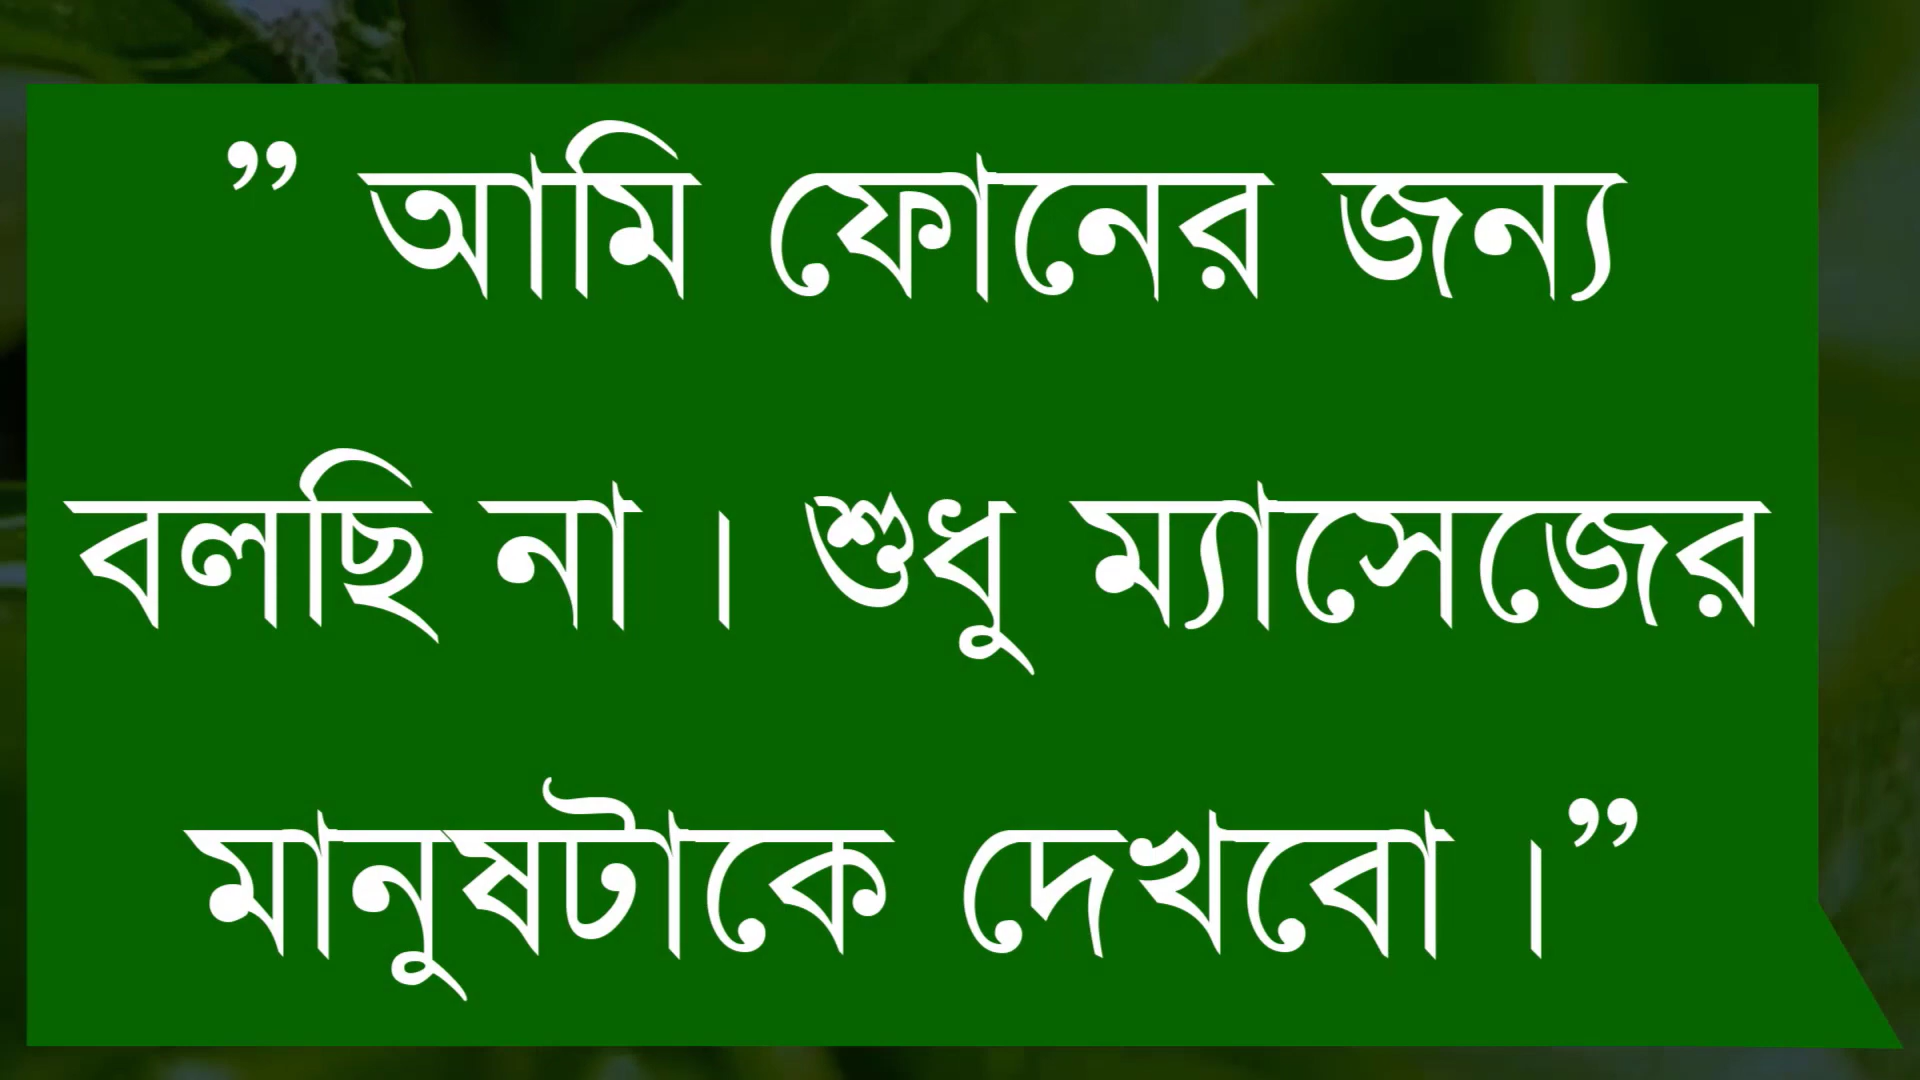 ” আমি ফোনের জন্য
বলছি না । শুধু ম্যাসেজের
মানুষটাকে দেখবো ।”